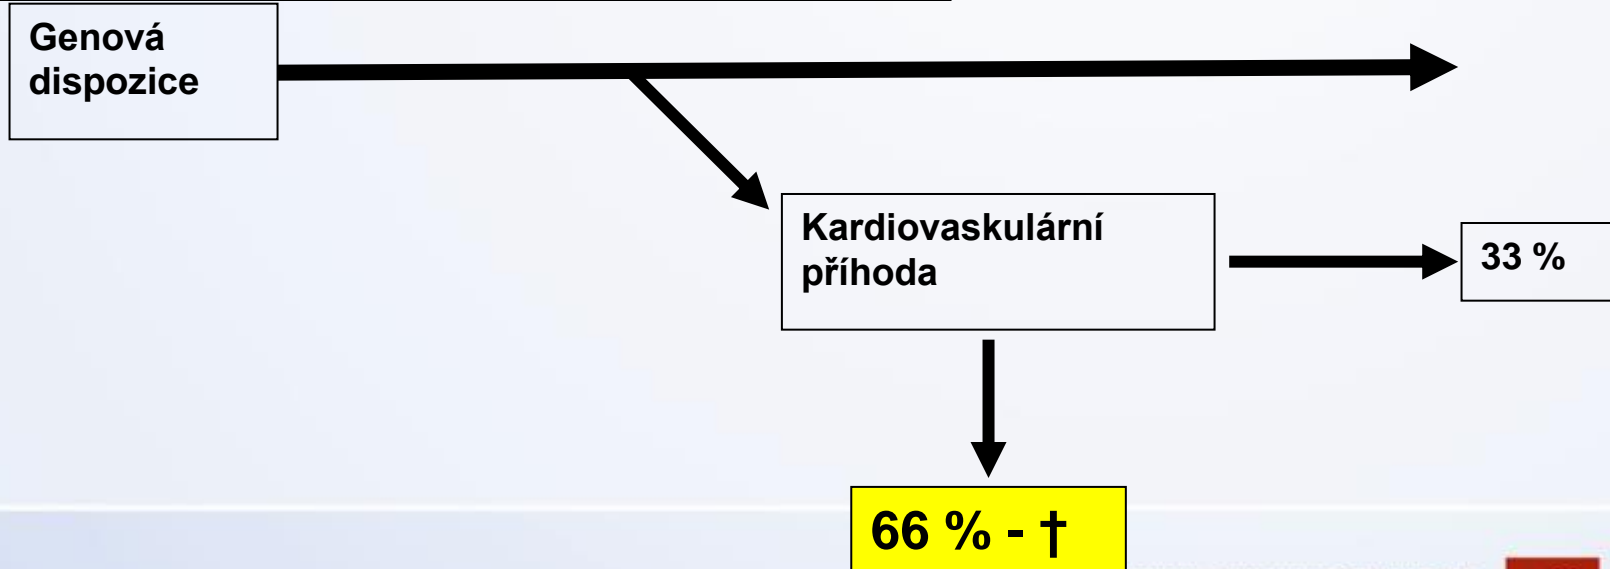 Genová
dispozice
Kardiovaskulární
příhoda
33 %
66 % - †